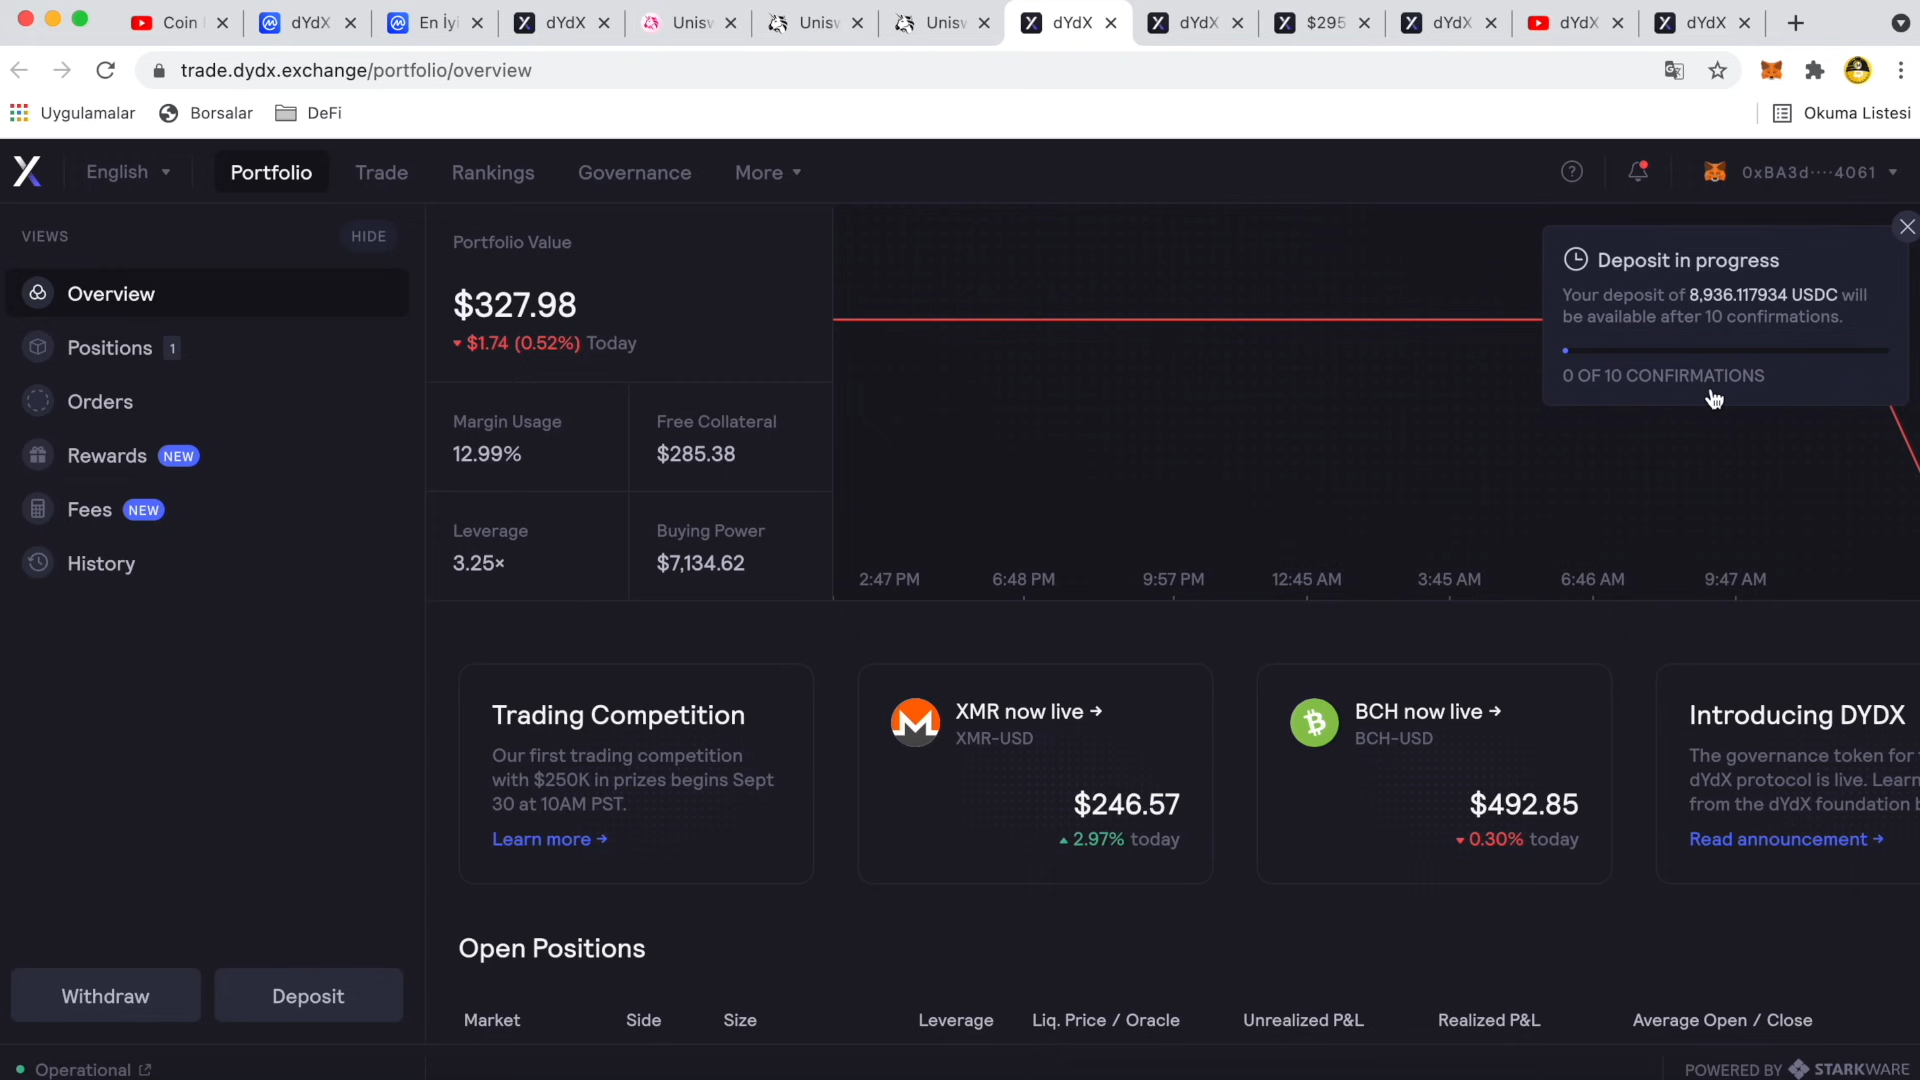 Coin
dYdX
En İyi
dYdX
Unisw
Unisw
Unisw
dYdX
dYdX
$295
dYdX
dYdX
dYdX
trade.dydx.exchange/portfolio/overview
Uygulamalar
Borsalar
DeFi
Okuma Listesi
English
Portfolio
Trade
Rankings
Governance
More
0xBA3d····4061
VIEWS
HIDE
Overview
Positions 1
Orders
Rewards NEW
Fees NEW
History
Portfolio Value
$327.98
$1.74 (0.52%) Today
Margin Usage
12.99%
Free Collateral
$285.38
Leverage
3.25×
Buying Power
$7,134.62
Deposit in progress
Your deposit of 8,936.117934 USDC will
be available after 10 confirmations.
0 OF 10 CONFIRMATIONS
2:47 PM
6:48 PM
9:57 PM
12:45 AM
3:45 AM
6:46 AM
9:47 AM
Trading Competition
Our first trading competition
with $250K in prizes begins Sept
30 at 10AM PST.
Learn more →
XMR now live →
XMR-USD
$246.57
2.97% today
BCH now live →
BCH-USD
$492.85
0.30% today
Introducing DYDX
The governance token for
dYdX protocol is live. Learn
from the dYdX foundation
Read announcement →
Open Positions
Market
Side
Size
Leverage
Liq. Price / Oracle
Unrealized P&L
Realized P&L
Average Open / Close
Withdraw
Deposit
Operational
POWERED BY STARKWARE